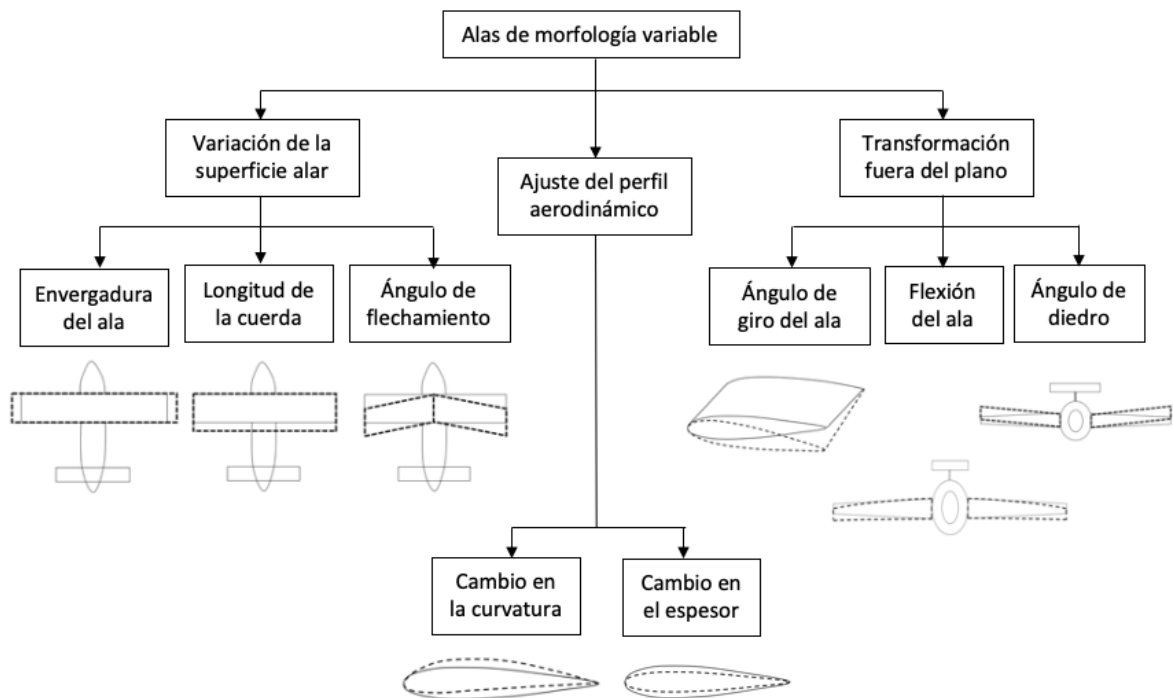 Alas de morfología variable
Variación de la
superficie alar
Ajuste del perfil
aerodinámico
Transformación
fuera del plano
Envergadura
del ala
Longitud de
la cuerda
Ángulo de
flechamiento
Ángulo de
giro del ala
Flexión
del ala
Ángulo de
diedro
Cambio en
la curvatura
Cambio en
el espesor